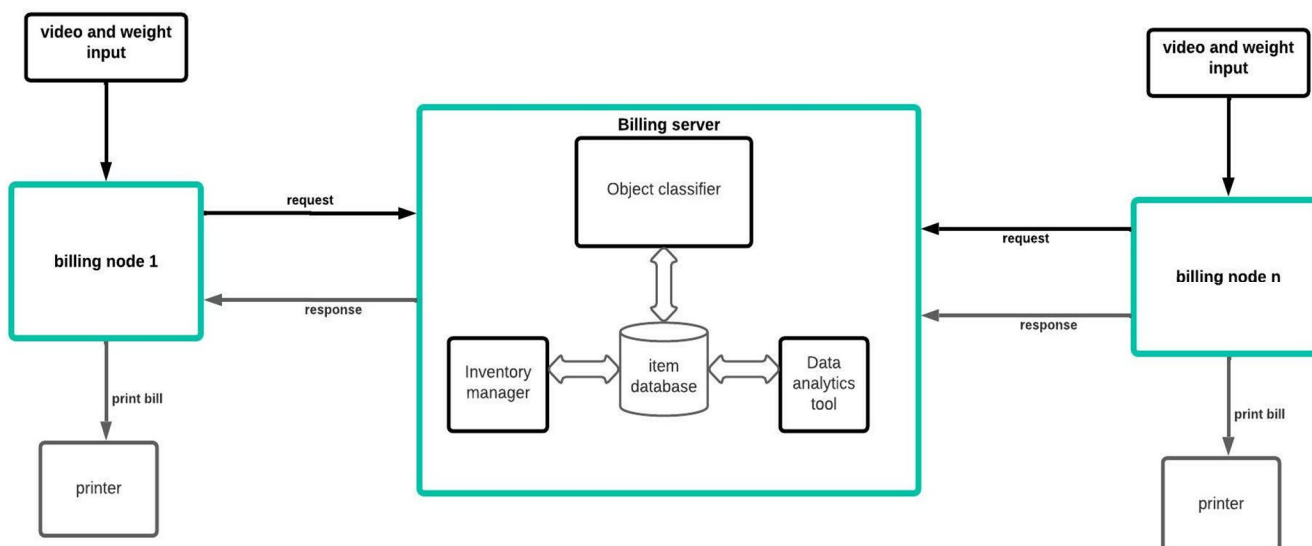 video and weight
input
video and weight
input
Billing server
Object classifier
request
billing node 1
response
request
response
billing node n
Inventory
manager
item
database
Data
analytics
tool
print bill
printer
print bill
printer